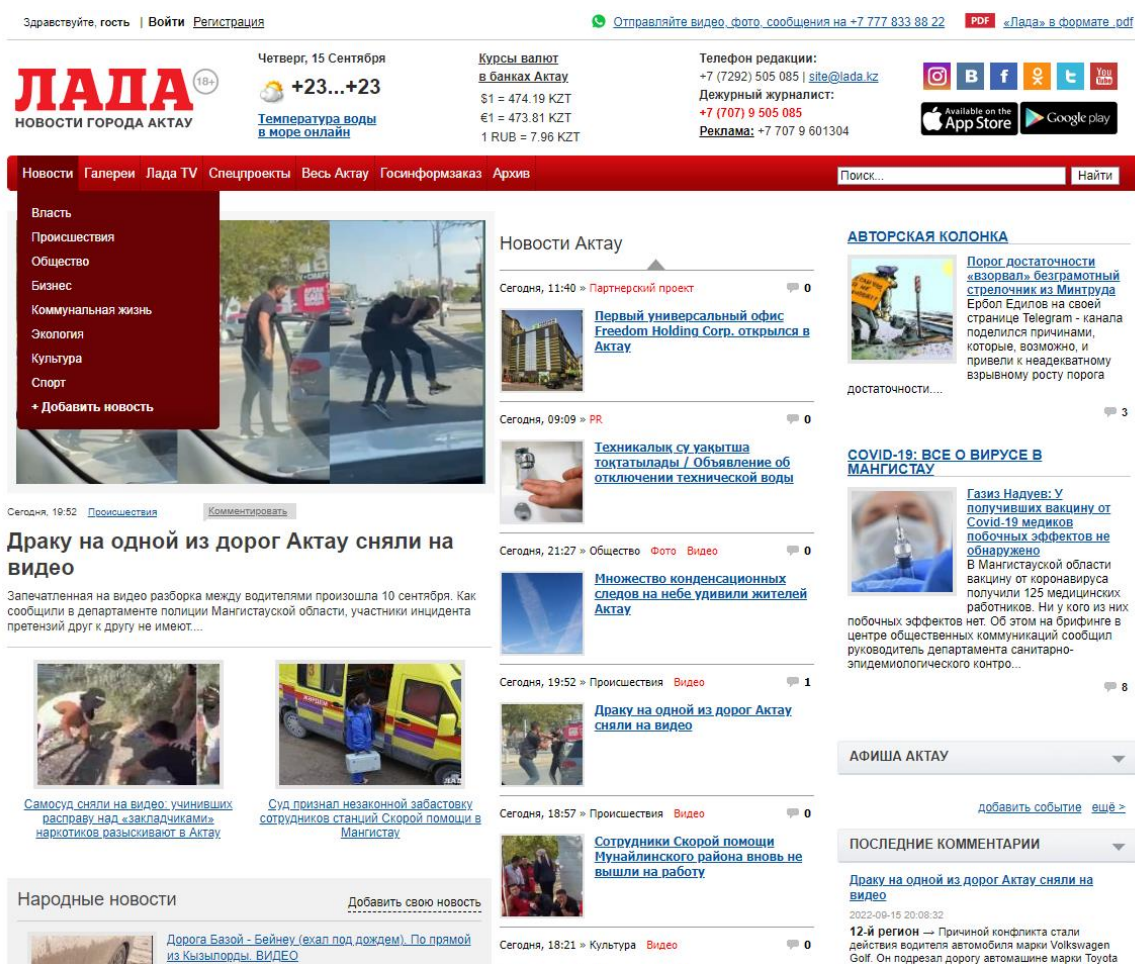 Здравствуйте, гость | Войти Регистрация
Отправляйте видео, фото, сообщения на +7 777 833 88 22
PDF «Лада» в формате .pdf
ЛАДА 18+
НОВОСТИ ГОРОДА АКТАУ
Четверг, 15 Сентября
+23...+23
Температура воды
в море онлайн
Курсы валют
в банках Актау
$1 = 474.19 KZT
€1 = 473.81 KZT
1 RUB = 7.96 KZT
Телефон редакции:
+7 (7292) 505 085 | site@lada.kz
Дежурный журналист:
+7 (707) 9 505 085
Реклама: +7 707 9 601304
Available on the
App Store
Google play
Новости Галереи Лада TV Спецпроекты Весь Актау Госинформзаказ Архив
Поиск... Найти
Власть
Происшествия
Общество
Бизнес
Коммунальная жизнь
Экология
Культура
Спорт
+ Добавить новость
Сегодня, 19:52 Происшествия Комментировать
Драку на одной из дорог Актау сняли на
видео
Запечатленная на видео разборка между водителями произошла 10 сентября. Как
сообщили в департаменте полиции Мангистауской области, участники инцидента
претензий друг к другу не имеют....
Самосуд сняли на видео: учинивших
расправу над «закладчиками»
наркотиков разыскивают в Актау
Суд признал незаконной забастовку
сотрудников станций Скорой помощи в
Мангистау
Народные новости
Добавить свою новость
Дорога Базой - Бейнеу (ехал под дождем). По прямой
из Кызылорды. ВИДЕО
Новости Актау
Сегодня, 11:40 » Партнерский проект 0
Первый универсальный офис
Freedom Holding Corp. открылся в
Актау
Сегодня, 09:09 » PR 0
Техникалық су уақытша
тоқтатылады / Объявление об
отключении технической воды
Сегодня, 21:27 » Общество Фото Видео 0
Множество конденсационных
следов на небе удивили жителей
Актау
Сегодня, 19:52 » Происшествия Видео 1
Драку на одной из дорог Актау
сняли на видео
Сегодня, 18:57 » Происшествия Видео 0
Сотрудники Скорой помощи
Мунайлинского района вновь не
вышли на работу
Сегодня, 18:21 » Культура Видео 0
АВТОРСКАЯ КОЛОНКА
Порог достаточности
«взорвал» безграмотный
стрелочник из Минтруда
Ербол Едилов на своей
странице Telegram - канала
поделился причинами,
которые, возможно, и
привели к неадекватному
взрывному росту порога
достаточности....
3
COVID-19: ВСЕ О ВИРУСЕ В
МАНГИСТАУ
Газиз Надуев: У
получивших вакцину от
Covid-19 медиков
побочных эффектов не
обнаружено
В Мангистауской области
вакцину от коронавируса
получили 125 медицинских
работников. Ни у кого из них
побочных эффектов нет. Об этом на брифинге в
центре общественных коммуникаций сообщил
руководитель департамента санитарно-
эпидемиологического контро...
8
АФИША АКТАУ
добавить событие ещё >
ПОСЛЕДНИЕ КОММЕНТАРИИ
Драку на одной из дорог Актау сняли на
видео
2022-09-15 20:08:32
12-й регион → Причиной конфликта стали
действия водителя автомобиля марки Volkswagen
Golf. Он подрезал дорогу автомашине марки Toyota